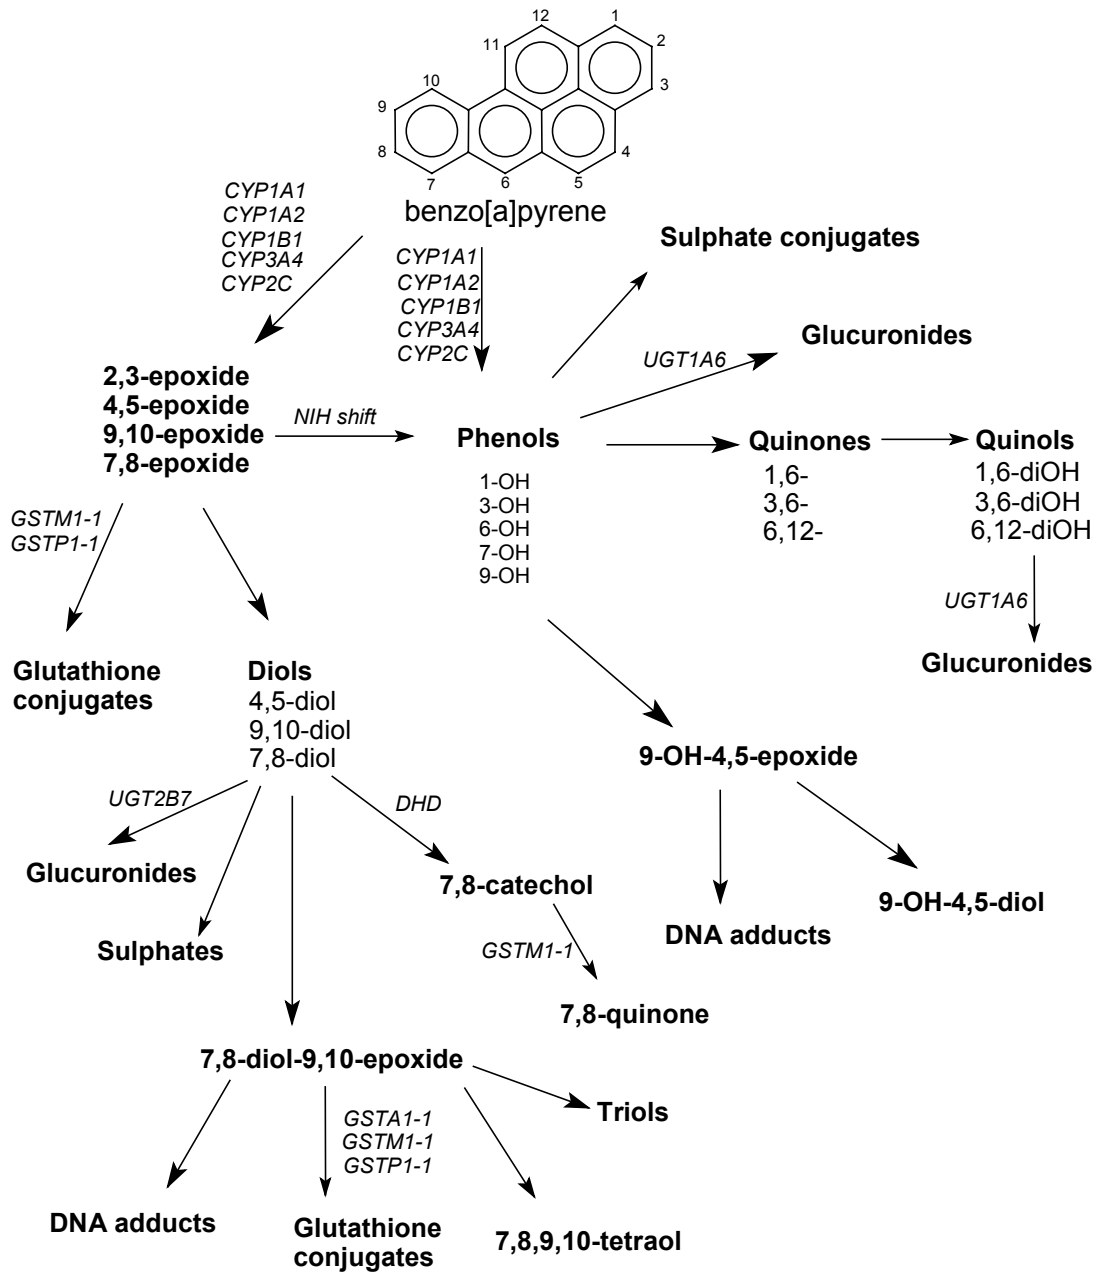 12
1
11
2
10
3
9
8
4
7
6
5
benzo[a]pyrene
CYP1A1
CYP1A2
CYP1B1
CYP3A4
CYP2C
CYP1A1
CYP1A2
CYP1B1
CYP3A4
CYP2C
Sulphate conjugates
UGT1A6
Glucuronides
2,3-epoxide
4,5-epoxide
9,10-epoxide
7,8-epoxide
NIH shift
Phenols
1-OH
3-OH
6-OH
7-OH
9-OH
Quinones
1,6-
3,6-
6,12-
Quinols
1,6-diOH
3,6-diOH
6,12-diOH
UGT1A6
Glucuronides
GSTM1-1
GSTP1-1
Glutathione
conjugates
Diols
4,5-diol
9,10-diol
7,8-diol
9-OH-4,5-epoxide
UGT2B7
DHD
Glucuronides
Sulphates
7,8-catechol
GSTM1-1
7,8-quinone
DNA adducts
9-OH-4,5-diol
7,8-diol-9,10-epoxide
Triols
GSTA1-1
GSTM1-1
GSTP1-1
DNA adducts
Glutathione
conjugates
7,8,9,10-tetraol